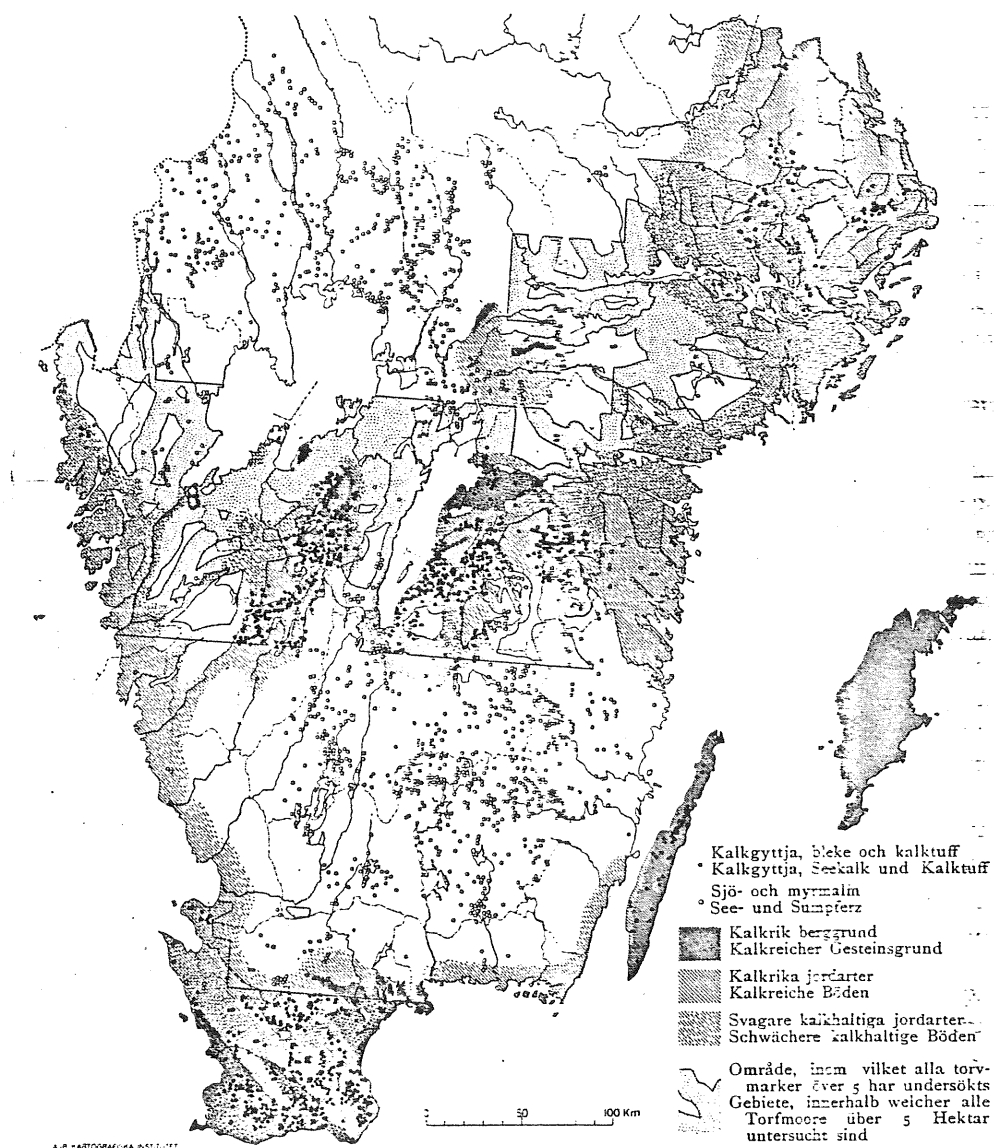 Kalkgyttja, bleke och kalktuff
Kalkgyttja, Seekalk und Kalktuff
Sjö- och myrmalm
See- und Sumpferz
Kalkrik berggrund
Kalkreicher Gesteinsgrund
Kalkrika jordarter
Kalkreiche Böden
Svagare kalkhaltiga jordarter
Schwächere kalkhaltige Böden
Område, inom vilket alla torv-
marker över 5 har undersökts
Gebiete, innerhalb welcher alle
Torfmoore über 5 Hektar
untersucht sind
50 100 Km